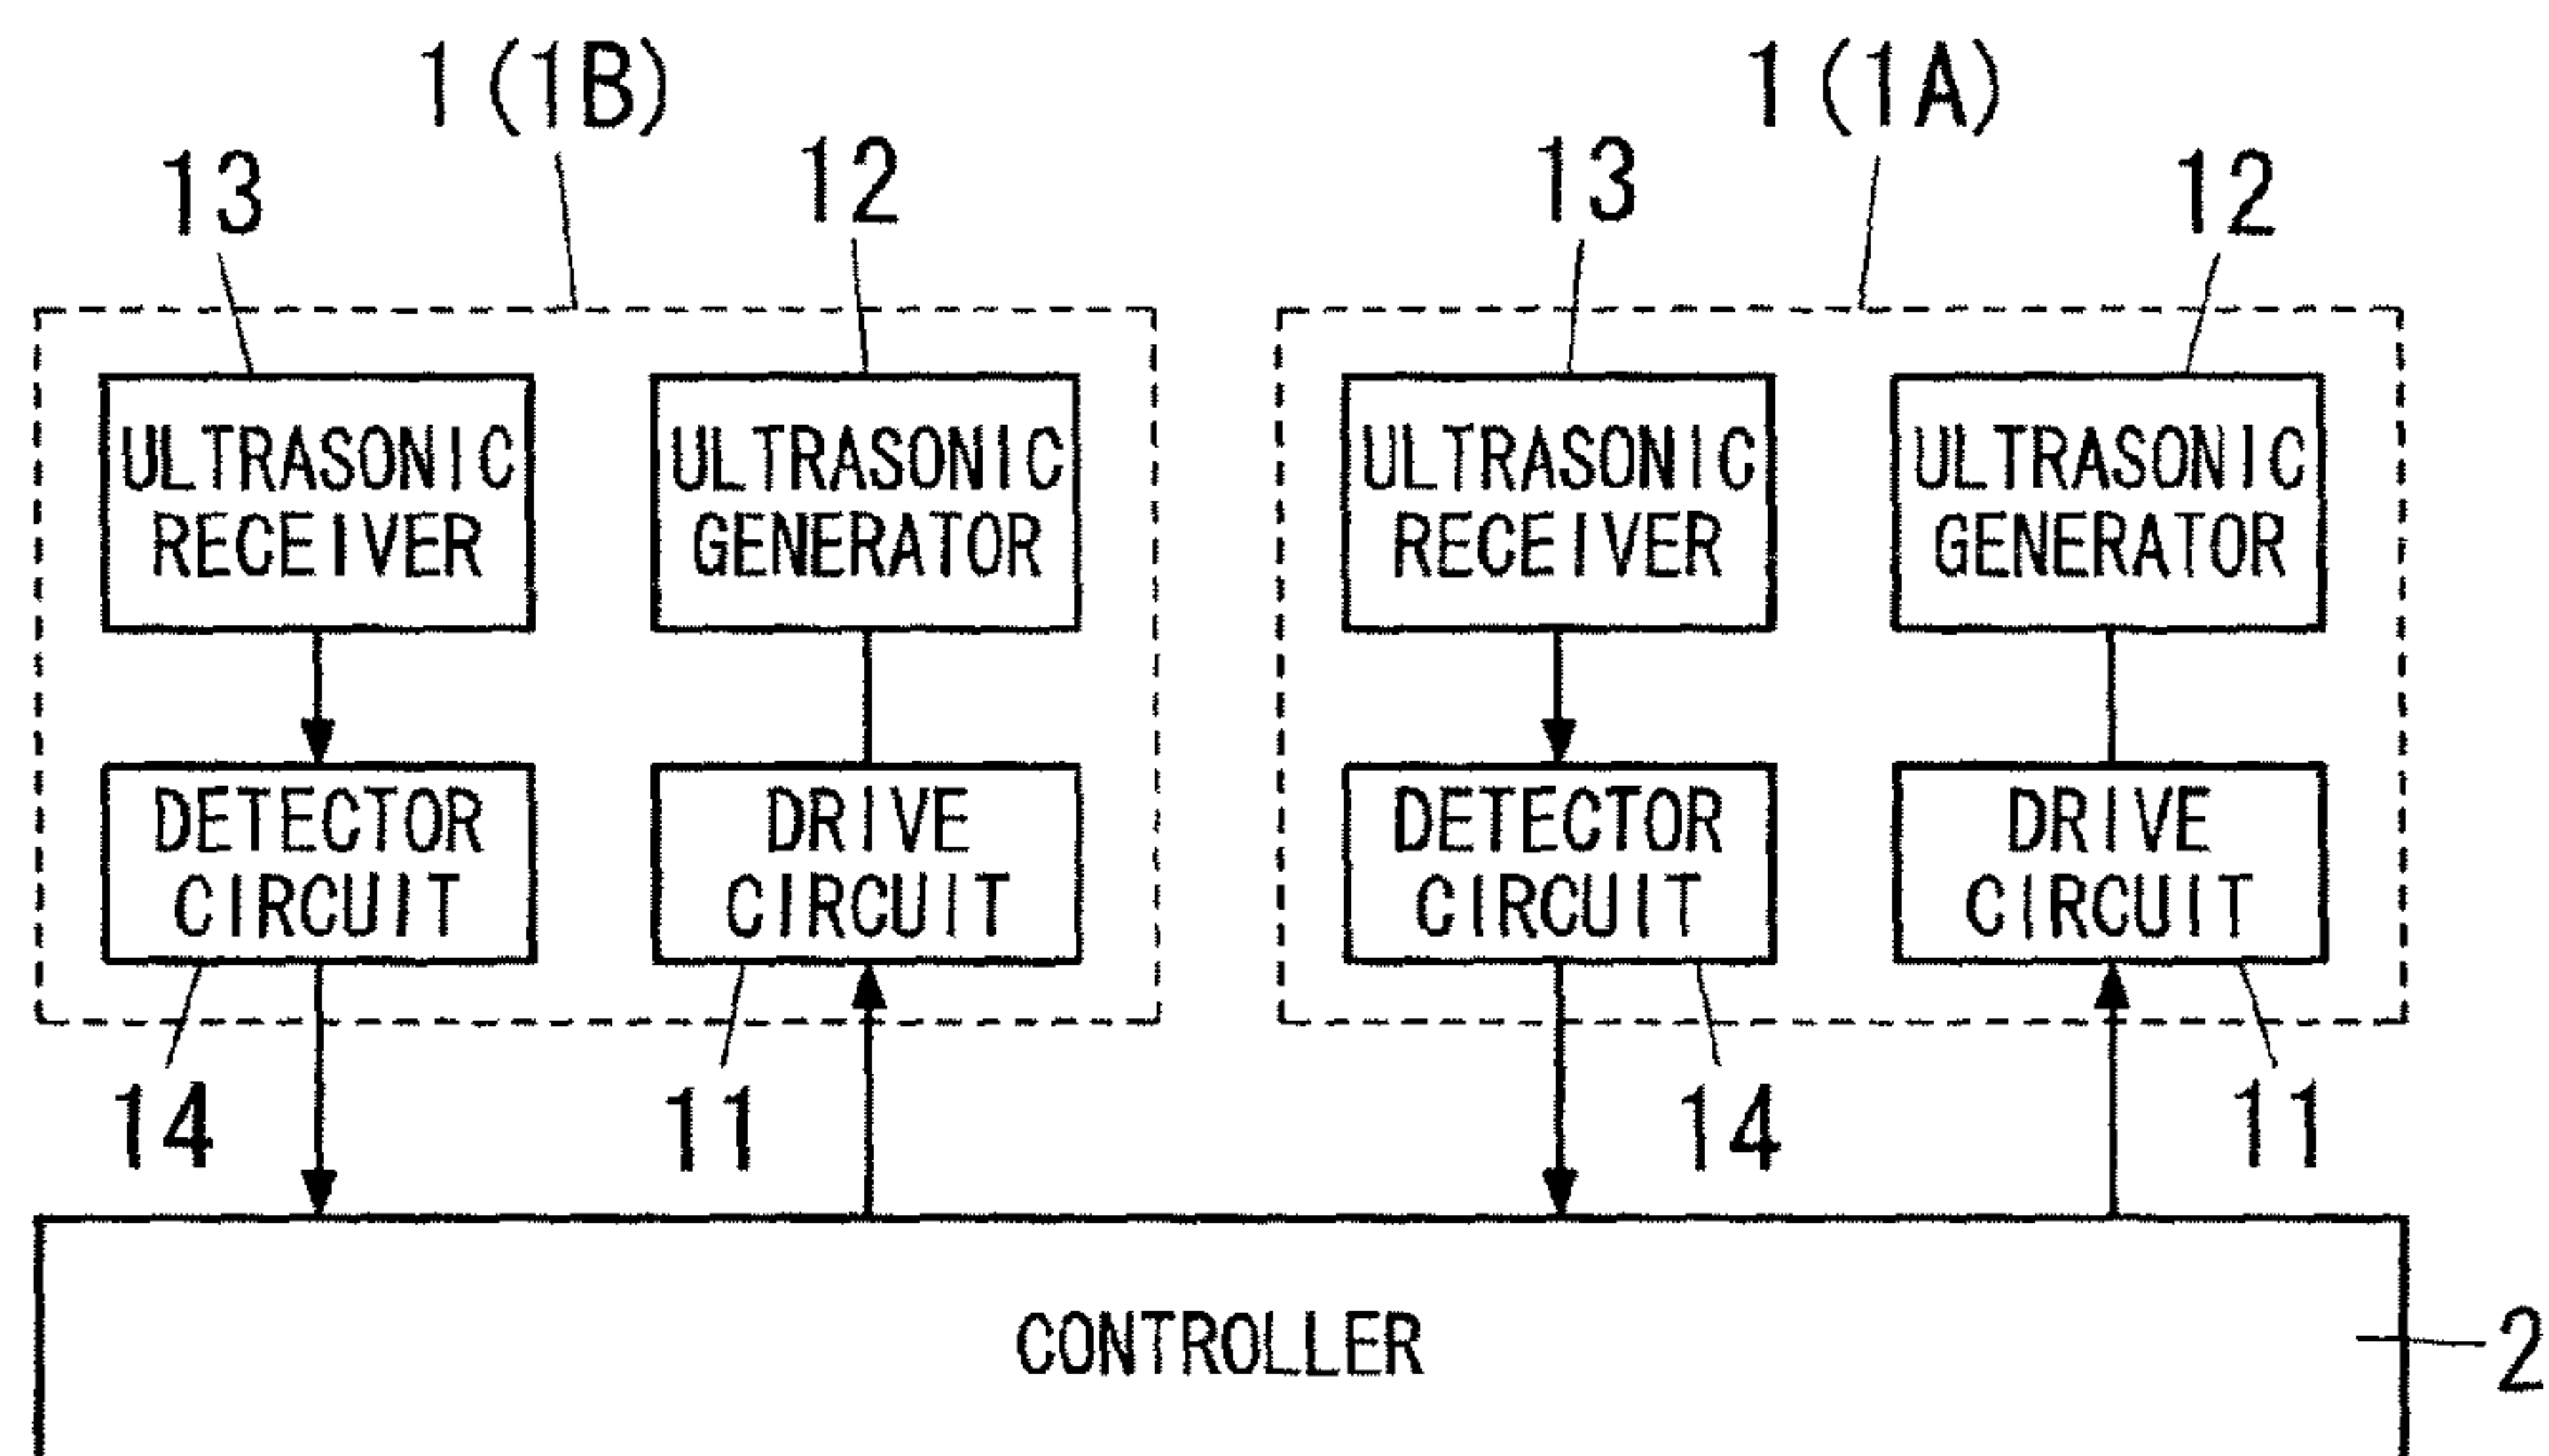 1(1B)
1(1A)
13
12
13
12
ULTRASONIC
RECEIVER
ULTRASONIC
GENERATOR
ULTRASONIC
RECEIVER
ULTRASONIC
GENERATOR
DETECTOR
CIRCUIT
DRIVE
CIRCUIT
DETECTOR
CIRCUIT
DRIVE
CIRCUIT
14
11
14
11
CONTROLLER
2